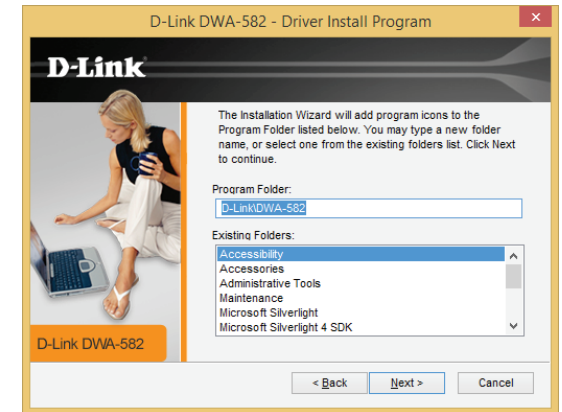 D-Link DWA-582 - Driver Install Program
×
D-Link
The Installation Wizard will add program icons to the
Program Folder listed below. You may type a new folder
name, or select one from the existing folders list. Click Next
to continue.
Program Folder:
D-Link\DWA-582
Existing Folders:
Accessibility
Accessories
Administrative Tools
Maintenance
Microsoft Silverlight
Microsoft Silverlight 4 SDK
D-Link DWA-582
< Back Next > Cancel